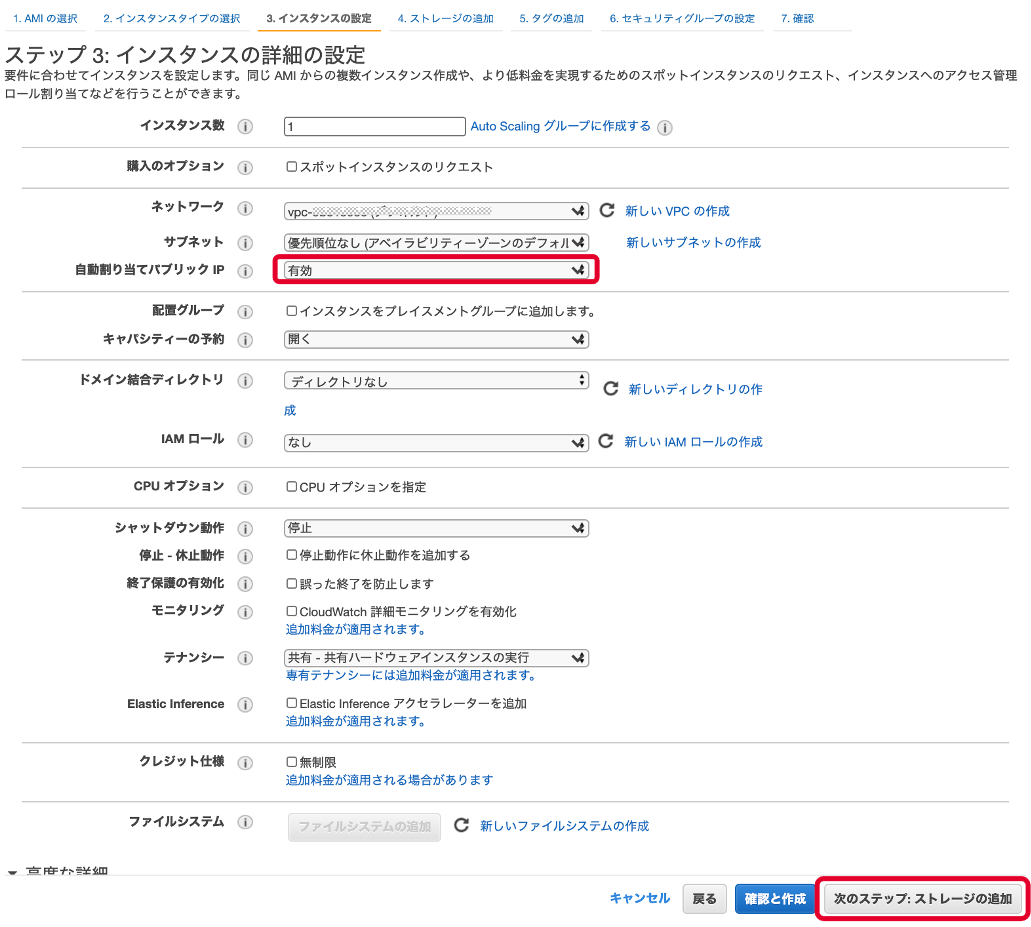 1. AMI の選択 2. インスタンスタイプの選択 3. インスタンスの設定 4. ストレージの追加 5. タグの追加 6. セキュリティグループの設定 7. 確認
ステップ 3: インスタンスの詳細の設定
要件に合わせてインスタンスを設定します。同じ AMI からの複数インスタンス作成や、より低料金を実現するためのスポットインスタンスのリクエスト、インスタンスへのアクセス管理
ロール割り当てなどを行うことができます。
インスタンス数 1 Auto Scaling グループに作成する
購入のオプション スポットインスタンスのリクエスト
ネットワーク vpc- 新しい VPC の作成
サブネット 優先順位なし (アベイラビリティーゾーンのデフォル 新しいサブネットの作成
自動割り当てパブリック IP 有効
配置グループ インスタンスをプレイスメントグループに追加します。
キャパシティーの予約 開く
ドメイン結合ディレクトリ ディレクトリなし 新しいディレクトリの作
成
IAM ロール なし 新しい IAM ロールの作成
CPU オプション CPU オプションを指定
シャットダウン動作 停止
停止 - 休止動作 停止動作に休止動作を追加する
終了保護の有効化 誤った終了を防止します
モニタリング CloudWatch 詳細モニタリングを有効化
追加料金が適用されます。
テナンシー 共有 - 共有ハードウェアインスタンスの実行
専有テナンシーには追加料金が適用されます。
Elastic Inference Elastic Inference アクセラレーターを追加
追加料金が適用されます。
クレジット仕様 無制限
追加料金が適用される場合があります
ファイルシステム ファイルシステムの追加 新しいファイルシステムの作成
高度な詳細
キャンセル 戻る 確認と作成 次のステップ: ストレージの追加